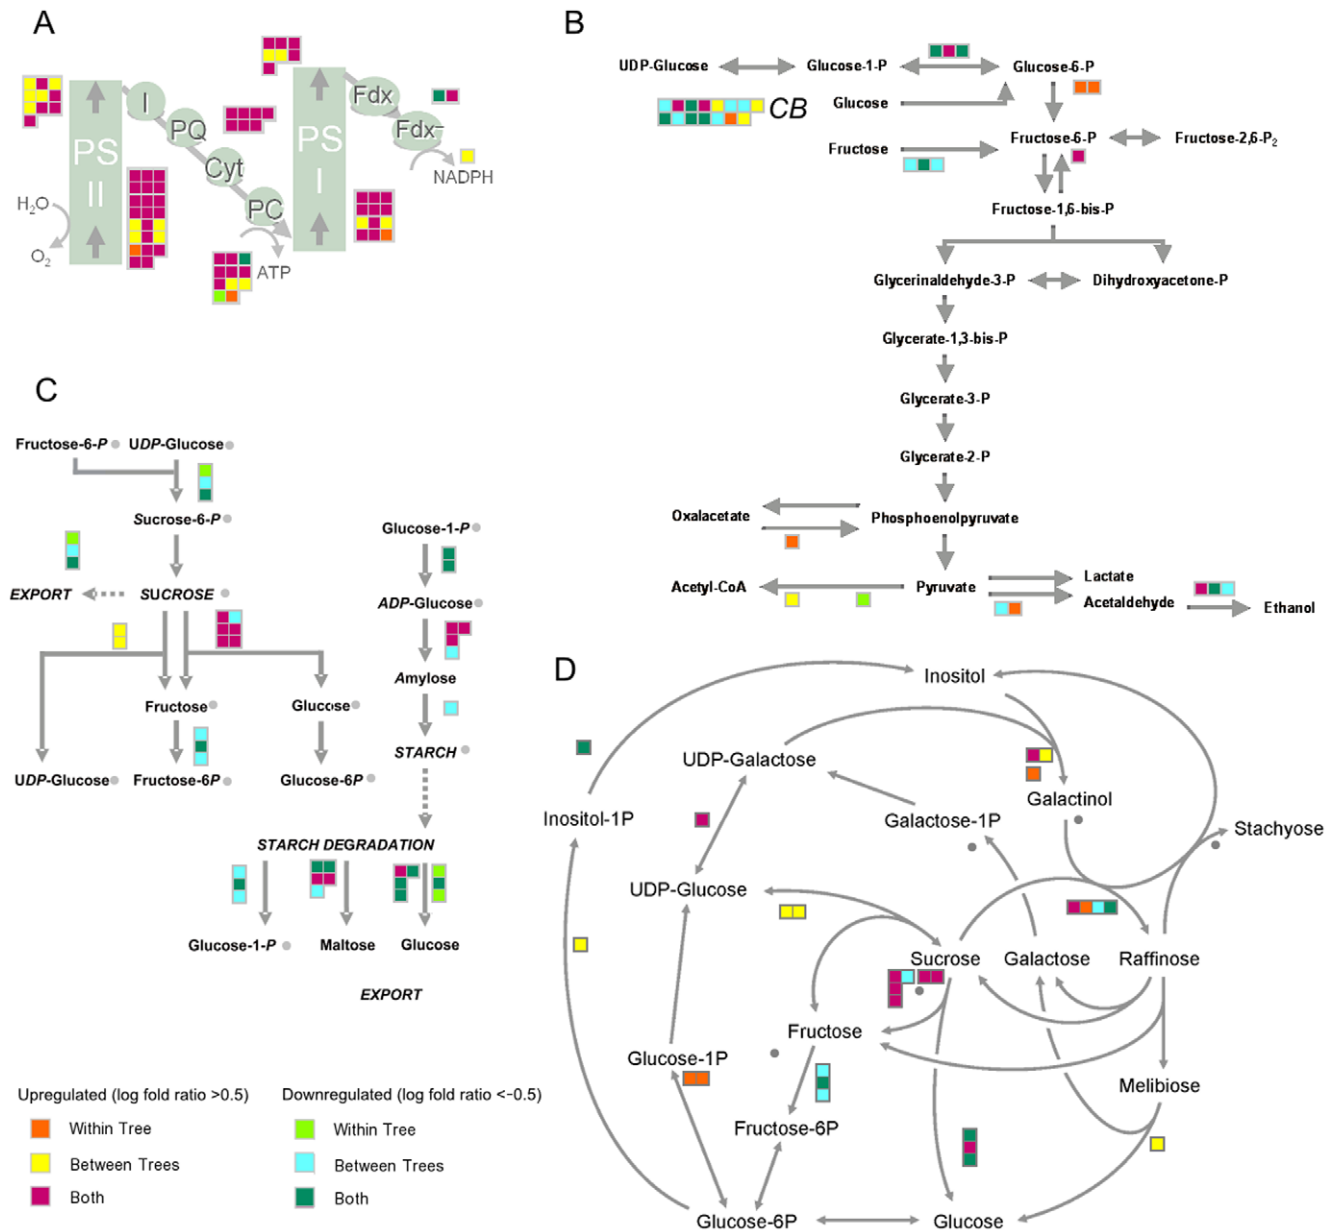 A
PS II
I
PQ
Cyt
PC
PS I
Fdx
Fdx–
NADPH
H2O
O2
ATP
B
UDP-Glucose
Glucose-1-P
Glucose-6-P
Glucose
CB
Fructose
Fructose-6-P
Fructose-2,6-P2
Fructose-1,6-bis-P
Glycerinaldehyde-3-P
Dihydroxyacetone-P
Glycerate-1,3-bis-P
Glycerate-3-P
Glycerate-2-P
Oxalacetate
Phosphoenolpyruvate
Acetyl-CoA
Pyruvate
Lactate
Acetaldehyde
Ethanol
C
Fructose-6-P
UDP-Glucose
Sucrose-6-P
EXPORT
SUCROSE
Fructose
Glucose
UDP-Glucose
Fructose-6P
Glucose-6P
Glucose-1-P
ADP-Glucose
Amylose
STARCH
STARCH DEGRADATION
Glucose-1-P
Maltose
Glucose
EXPORT
D
Inositol
UDP-Galactose
Galactinol
Inositol-1P
Galactose-1P
Stachyose
UDP-Glucose
Sucrose
Galactose
Raffinose
Fructose
Glucose-1P
Melibiose
Fructose-6P
Glucose-6P
Glucose
Upregulated (log fold ratio >0.5)
Within Tree
Between Trees
Both
Downregulated (log fold ratio <-0.5)
Within Tree
Between Trees
Both